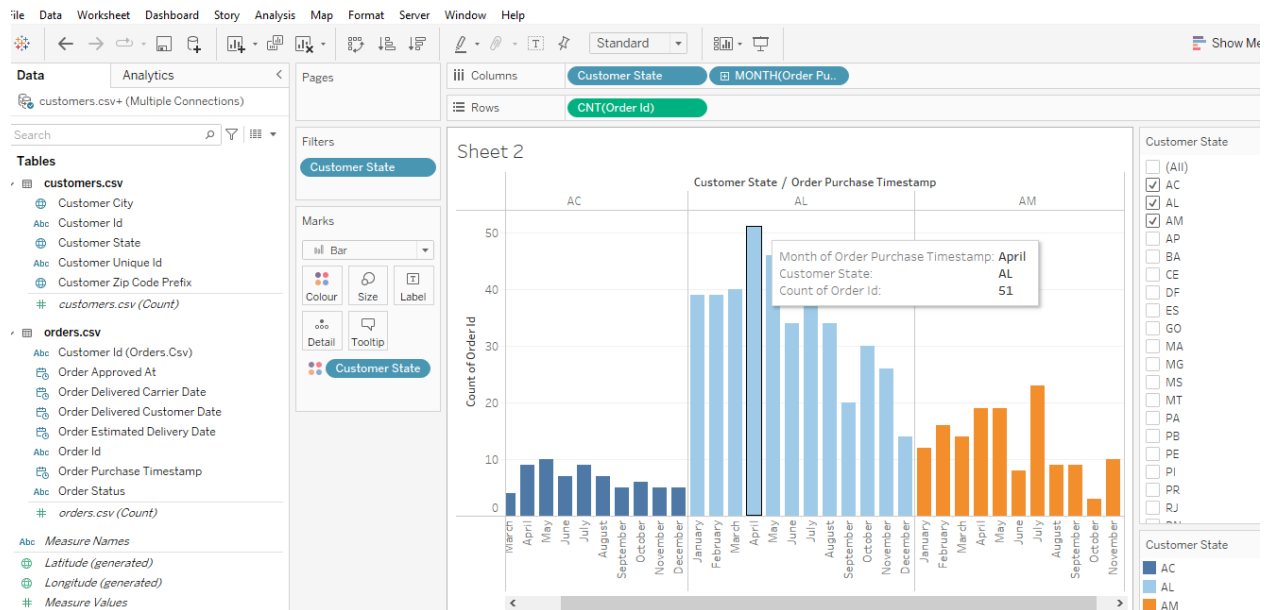 File Data Worksheet Dashboard Story Analysis Map Format Server Window Help
Standard
Show Me
Data Analytics
customers.csv+ (Multiple Connections)
Search
Tables
customers.csv
Customer City
Abc Customer Id
Customer State
Abc Customer Unique Id
Customer Zip Code Prefix
# customers.csv (Count)
orders.csv
Abc Customer Id (Orders.Csv)
Order Approved At
Order Delivered Carrier Date
Order Delivered Customer Date
Order Estimated Delivery Date
Abc Order Id
Order Purchase Timestamp
Abc Order Status
# orders.csv (Count)
Abc Measure Names
Latitude (generated)
Longitude (generated)
# Measure Values
Pages
Filters
Customer State
Marks
Bar
Colour Size Label
Detail Tooltip
Customer State
Columns Customer State MONTH(Order Pu..
Rows CNT(Order Id)
Sheet 2
Customer State / Order Purchase Timestamp
AC AL AM
Count of Order Id
50
40
30
20
10
0
Month of Order Purchase Timestamp: April
Customer State: AL
Count of Order Id: 51
March April May June July August September October November December January February March April May June July August September October November December January February March April May June July August September October November
Customer State
(All)
AC
AL
AM
AP
BA
CE
DF
ES
GO
MA
MG
MS
MT
PA
PB
PE
PI
PR
RJ
Customer State
AC
AL
AM